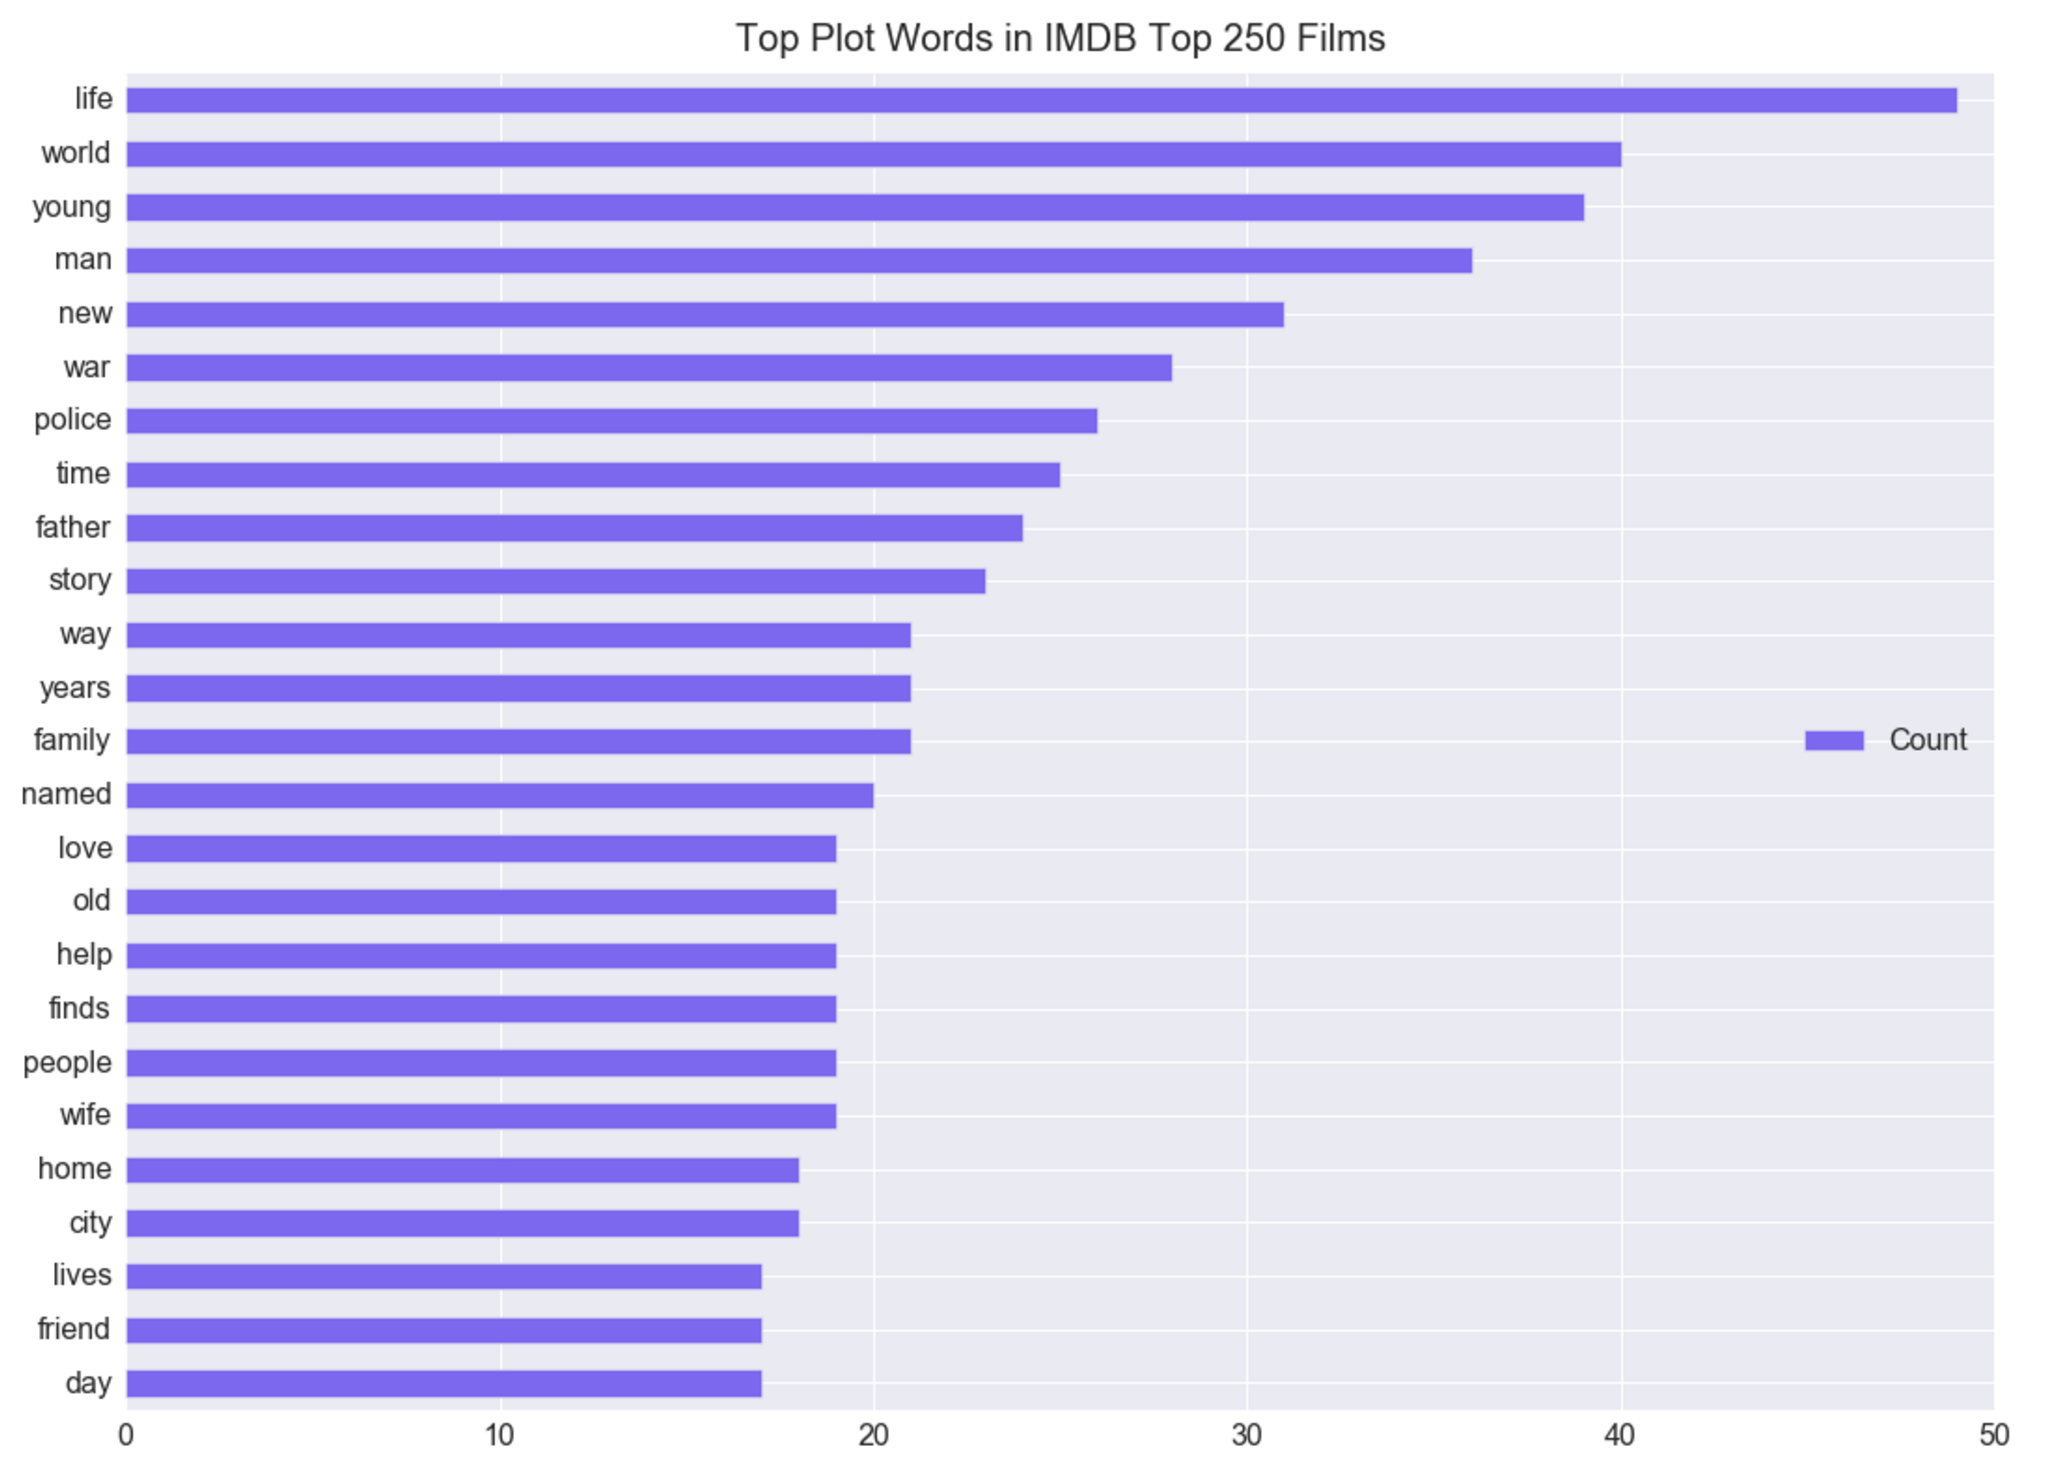 Top Plot Words in IMDB Top 250 Films
life
world
young
man
new
war
police
time
father
story
way
years
family
Count
named
love
old
help
finds
people
wife
home
city
lives
friend
day
0 10 20 30 40 50